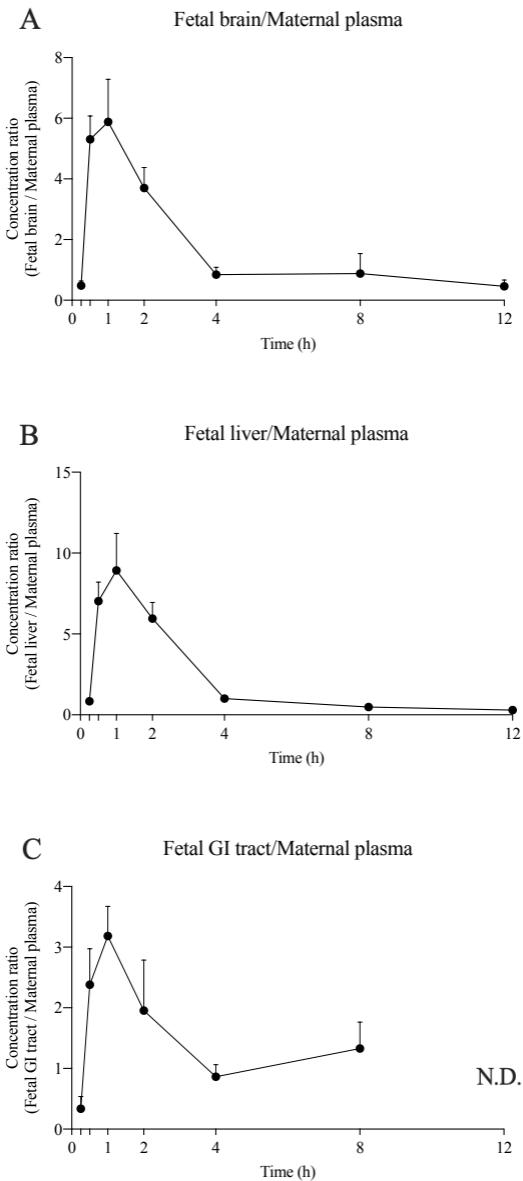 A
Fetal brain/Maternal plasma
Concentration ratio
(Fetal brain / Maternal plasma)
8
6
4
2
0
0 1 2 4 8 12
Time (h)
B
Fetal liver/Maternal plasma
Concentration ratio
(Fetal liver / Maternal plasma)
15
10
5
0
0 1 2 4 8 12
Time (h)
C
Fetal GI tract/Maternal plasma
Concentration ratio
(Fetal GI tract / Maternal plasma)
4
3
2
1
0
N.D.
0 1 2 4 8 12
Time (h)